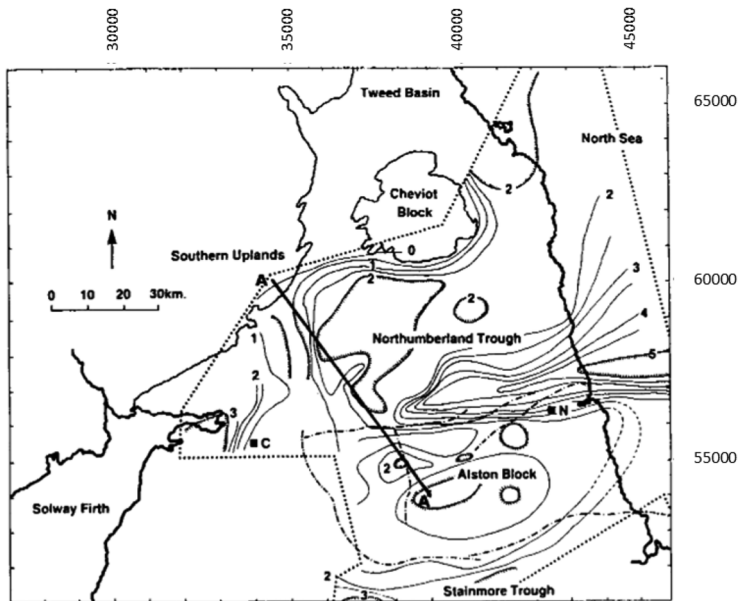 30000
35000
40000
45000
Tweed Basin
65000
North Sea
2
Cheviot
Block
2
N
Southern Uplands
0
1
2
A
60000
3
0 10 20 30km.
2
4
1
Northumberland Trough
5
2
3
N
C
2
Alston Block
55000
A
Solway Firth
2
Stainmore Trough
3